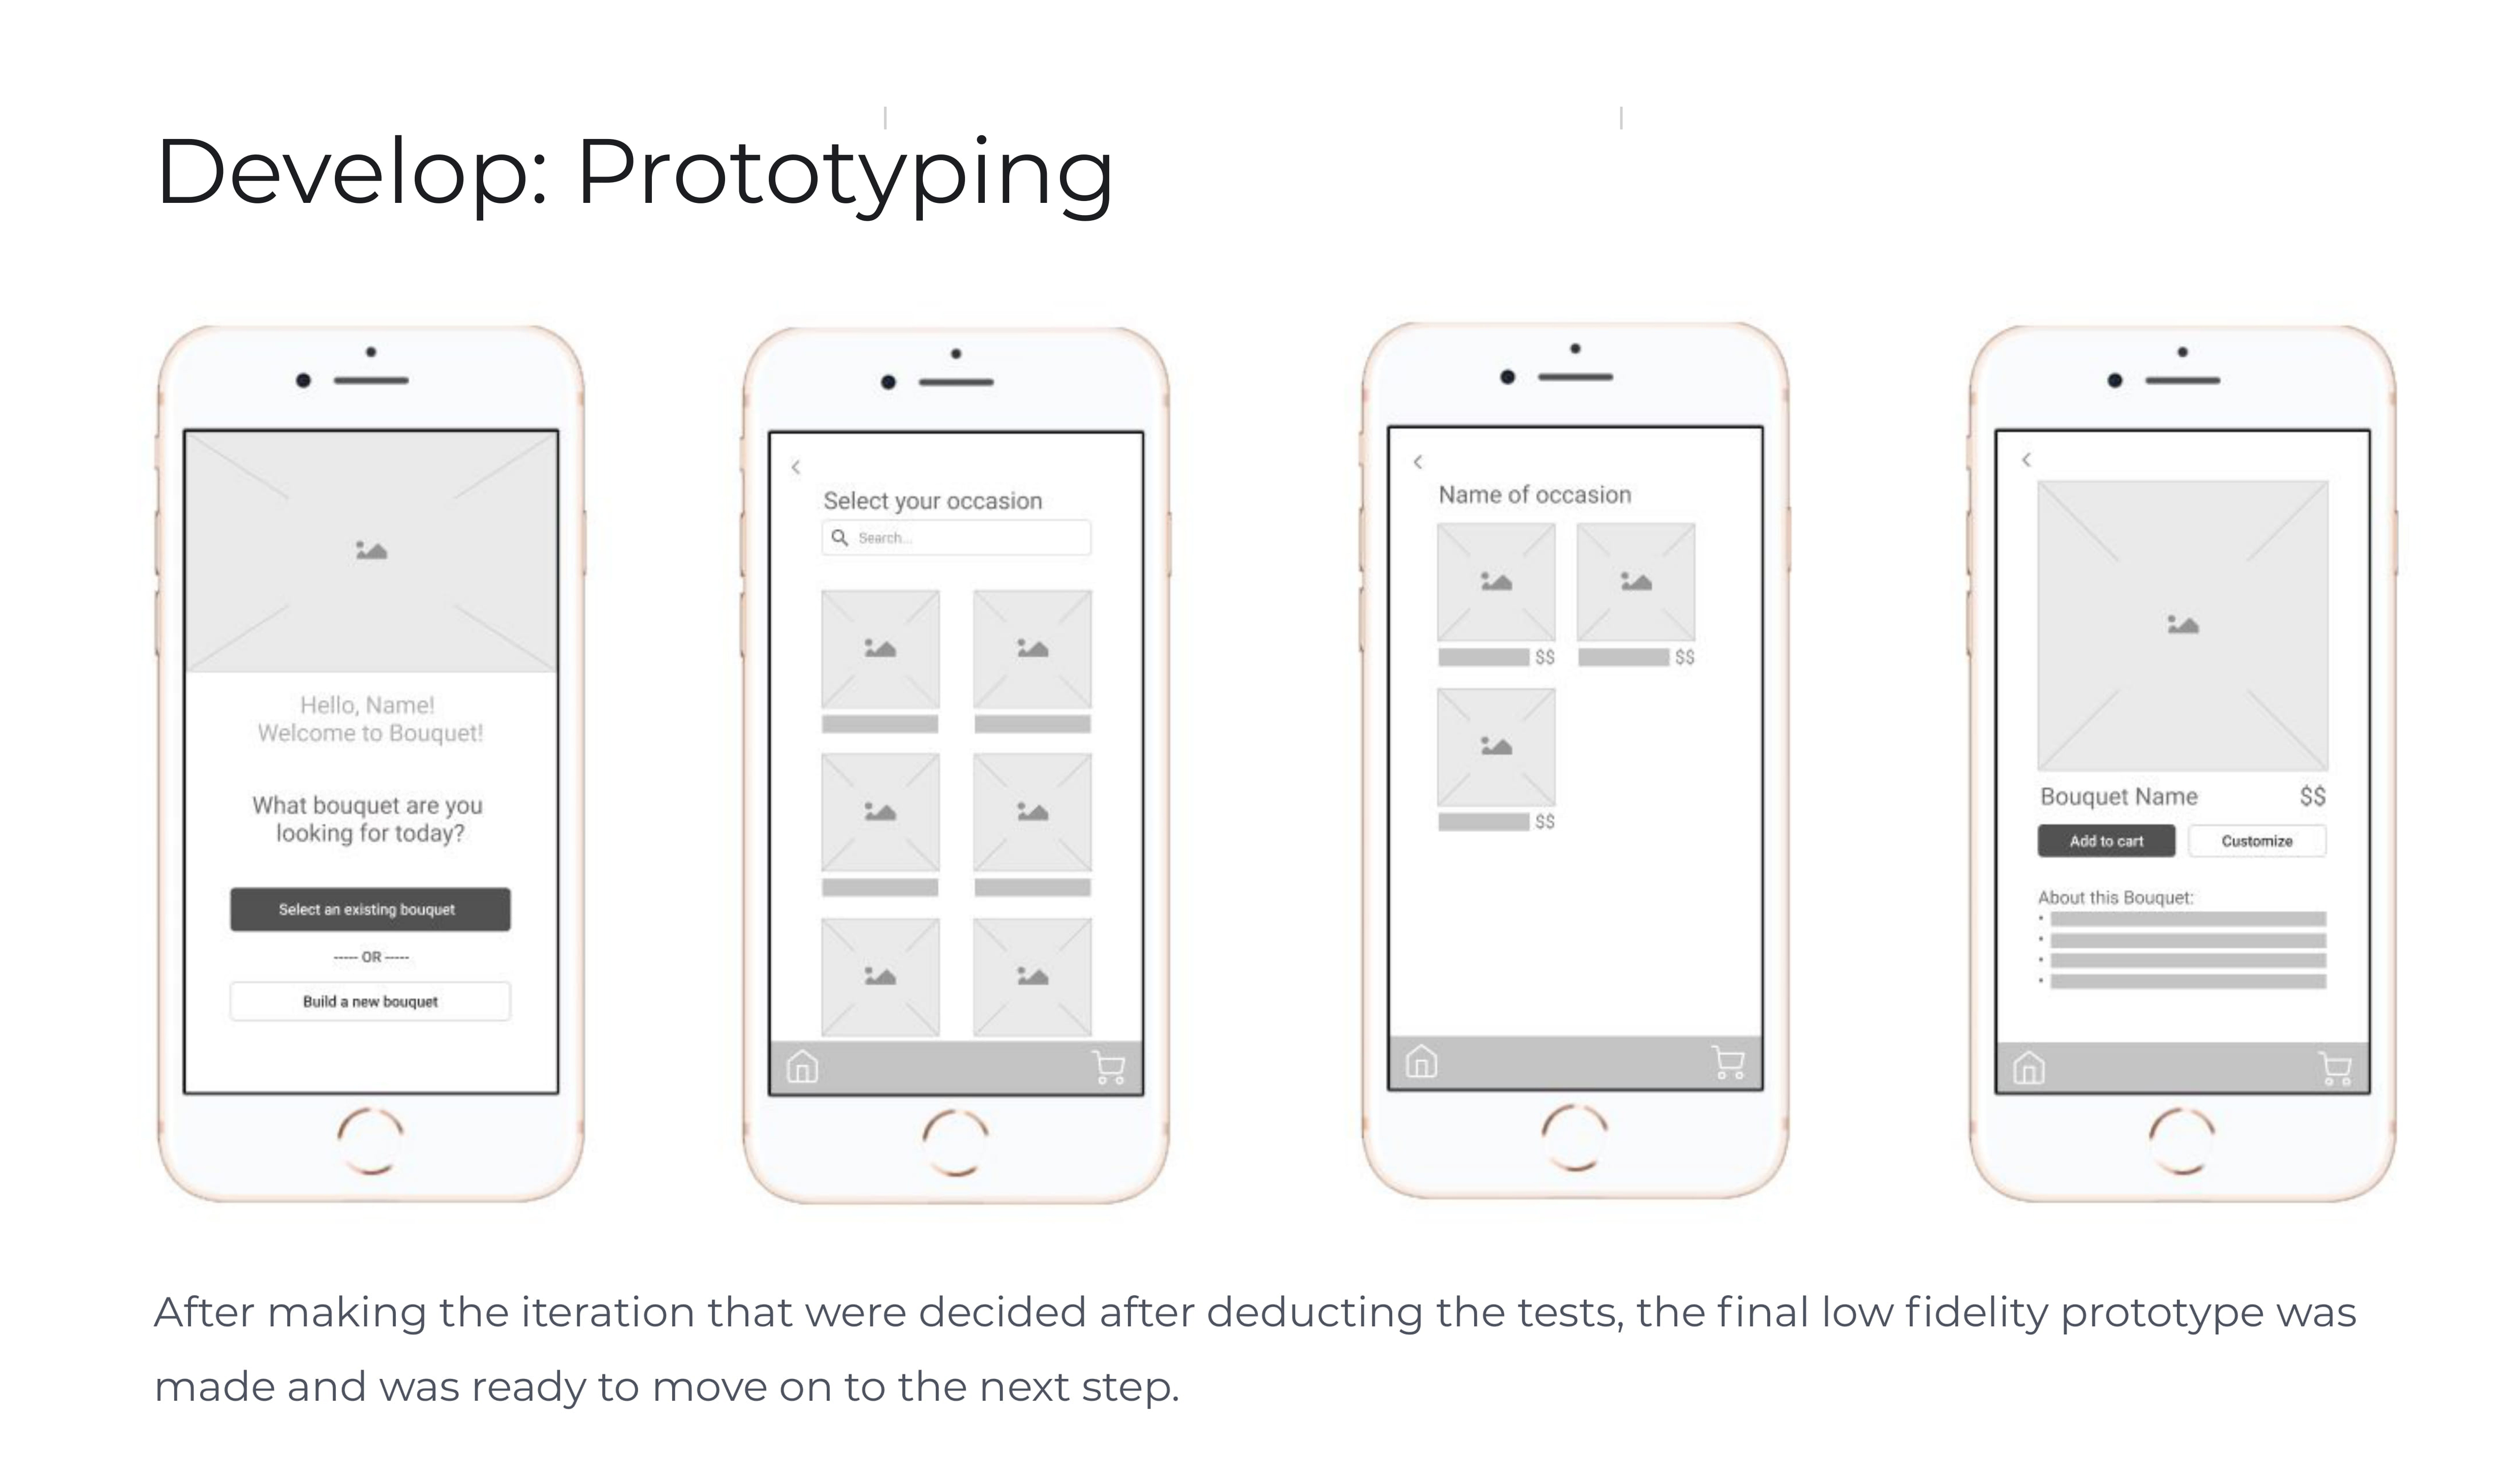 Develop: Prototyping
Hello, Name!
Welcome to Bouquet!
What bouquet are you
looking for today?
Select an existing bouquet
----- OR -----
Build a new bouquet
Select your occasion
Search...
Name of occasion
$$ $$
$$
Bouquet Name $$
Add to cart Customize
About this Bouquet:
After making the iteration that were decided after deducting the tests, the final low fidelity prototype was
made and was ready to move on to the next step.